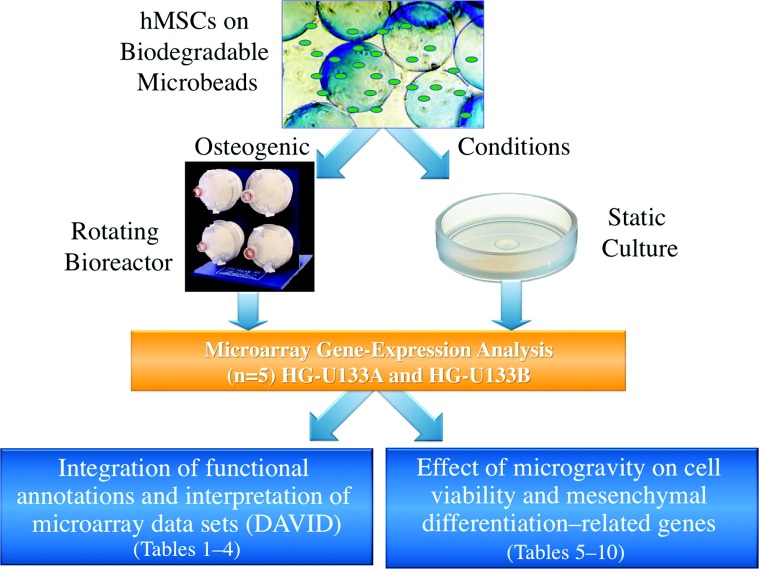 hMSCs on
Biodegradable
Microbeads
Osteogenic
Conditions
Rotating
Bioreactor
Static
Culture
Microarray Gene-Expression Analysis
(n=5) HG-U133A and HG-U133B
Integration of functional
annotations and interpretation of
microarray data sets (DAVID)
(Tables 1–4)
Effect of microgravity on cell
viability and mesenchymal
differentiation–related genes
(Tables 5–10)